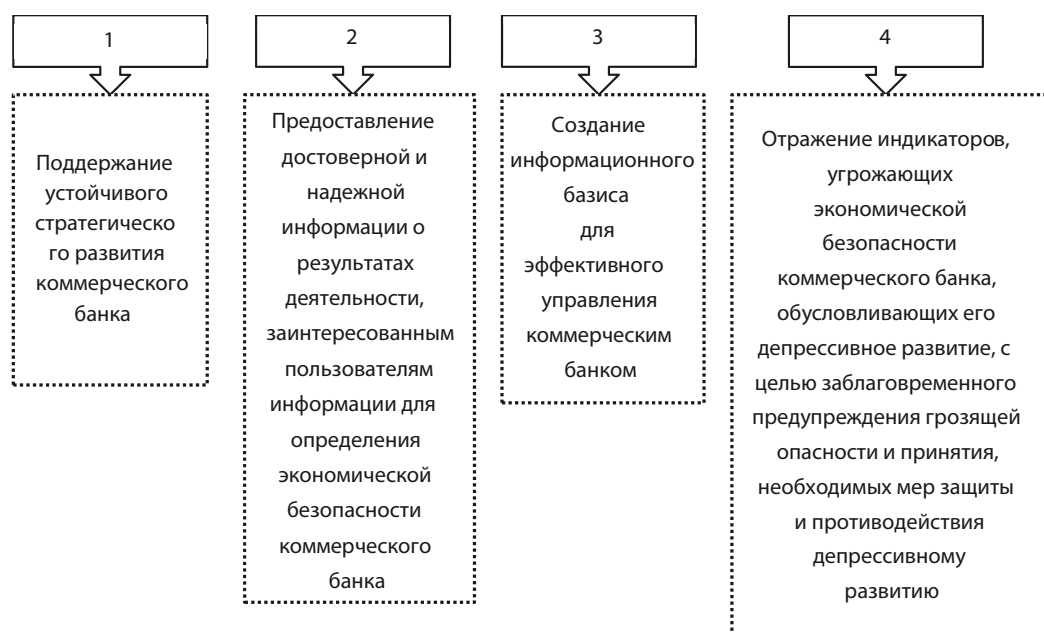 1
Поддержание
устойчивого
стратегическо
го развития
коммерческого
банка
2
Предоставление
достоверной и
надежной
информации о
результатах
деятельности,
заинтересованным
пользователям
информации для
определения
экономической
безопасности
коммерческого
банка
3
Создание
информационного
базиса
для
эффективного
управления
коммерческим
банком
4
Отражение индикаторов,
угрожающих
экономической
безопасности
коммерческого банка,
обусловливающих его
депрессивное развитие, с
целью заблаговременного
предупреждения грозящей
опасности и принятия,
необходимых мер защиты
и противодействия
депрессивному
развитию